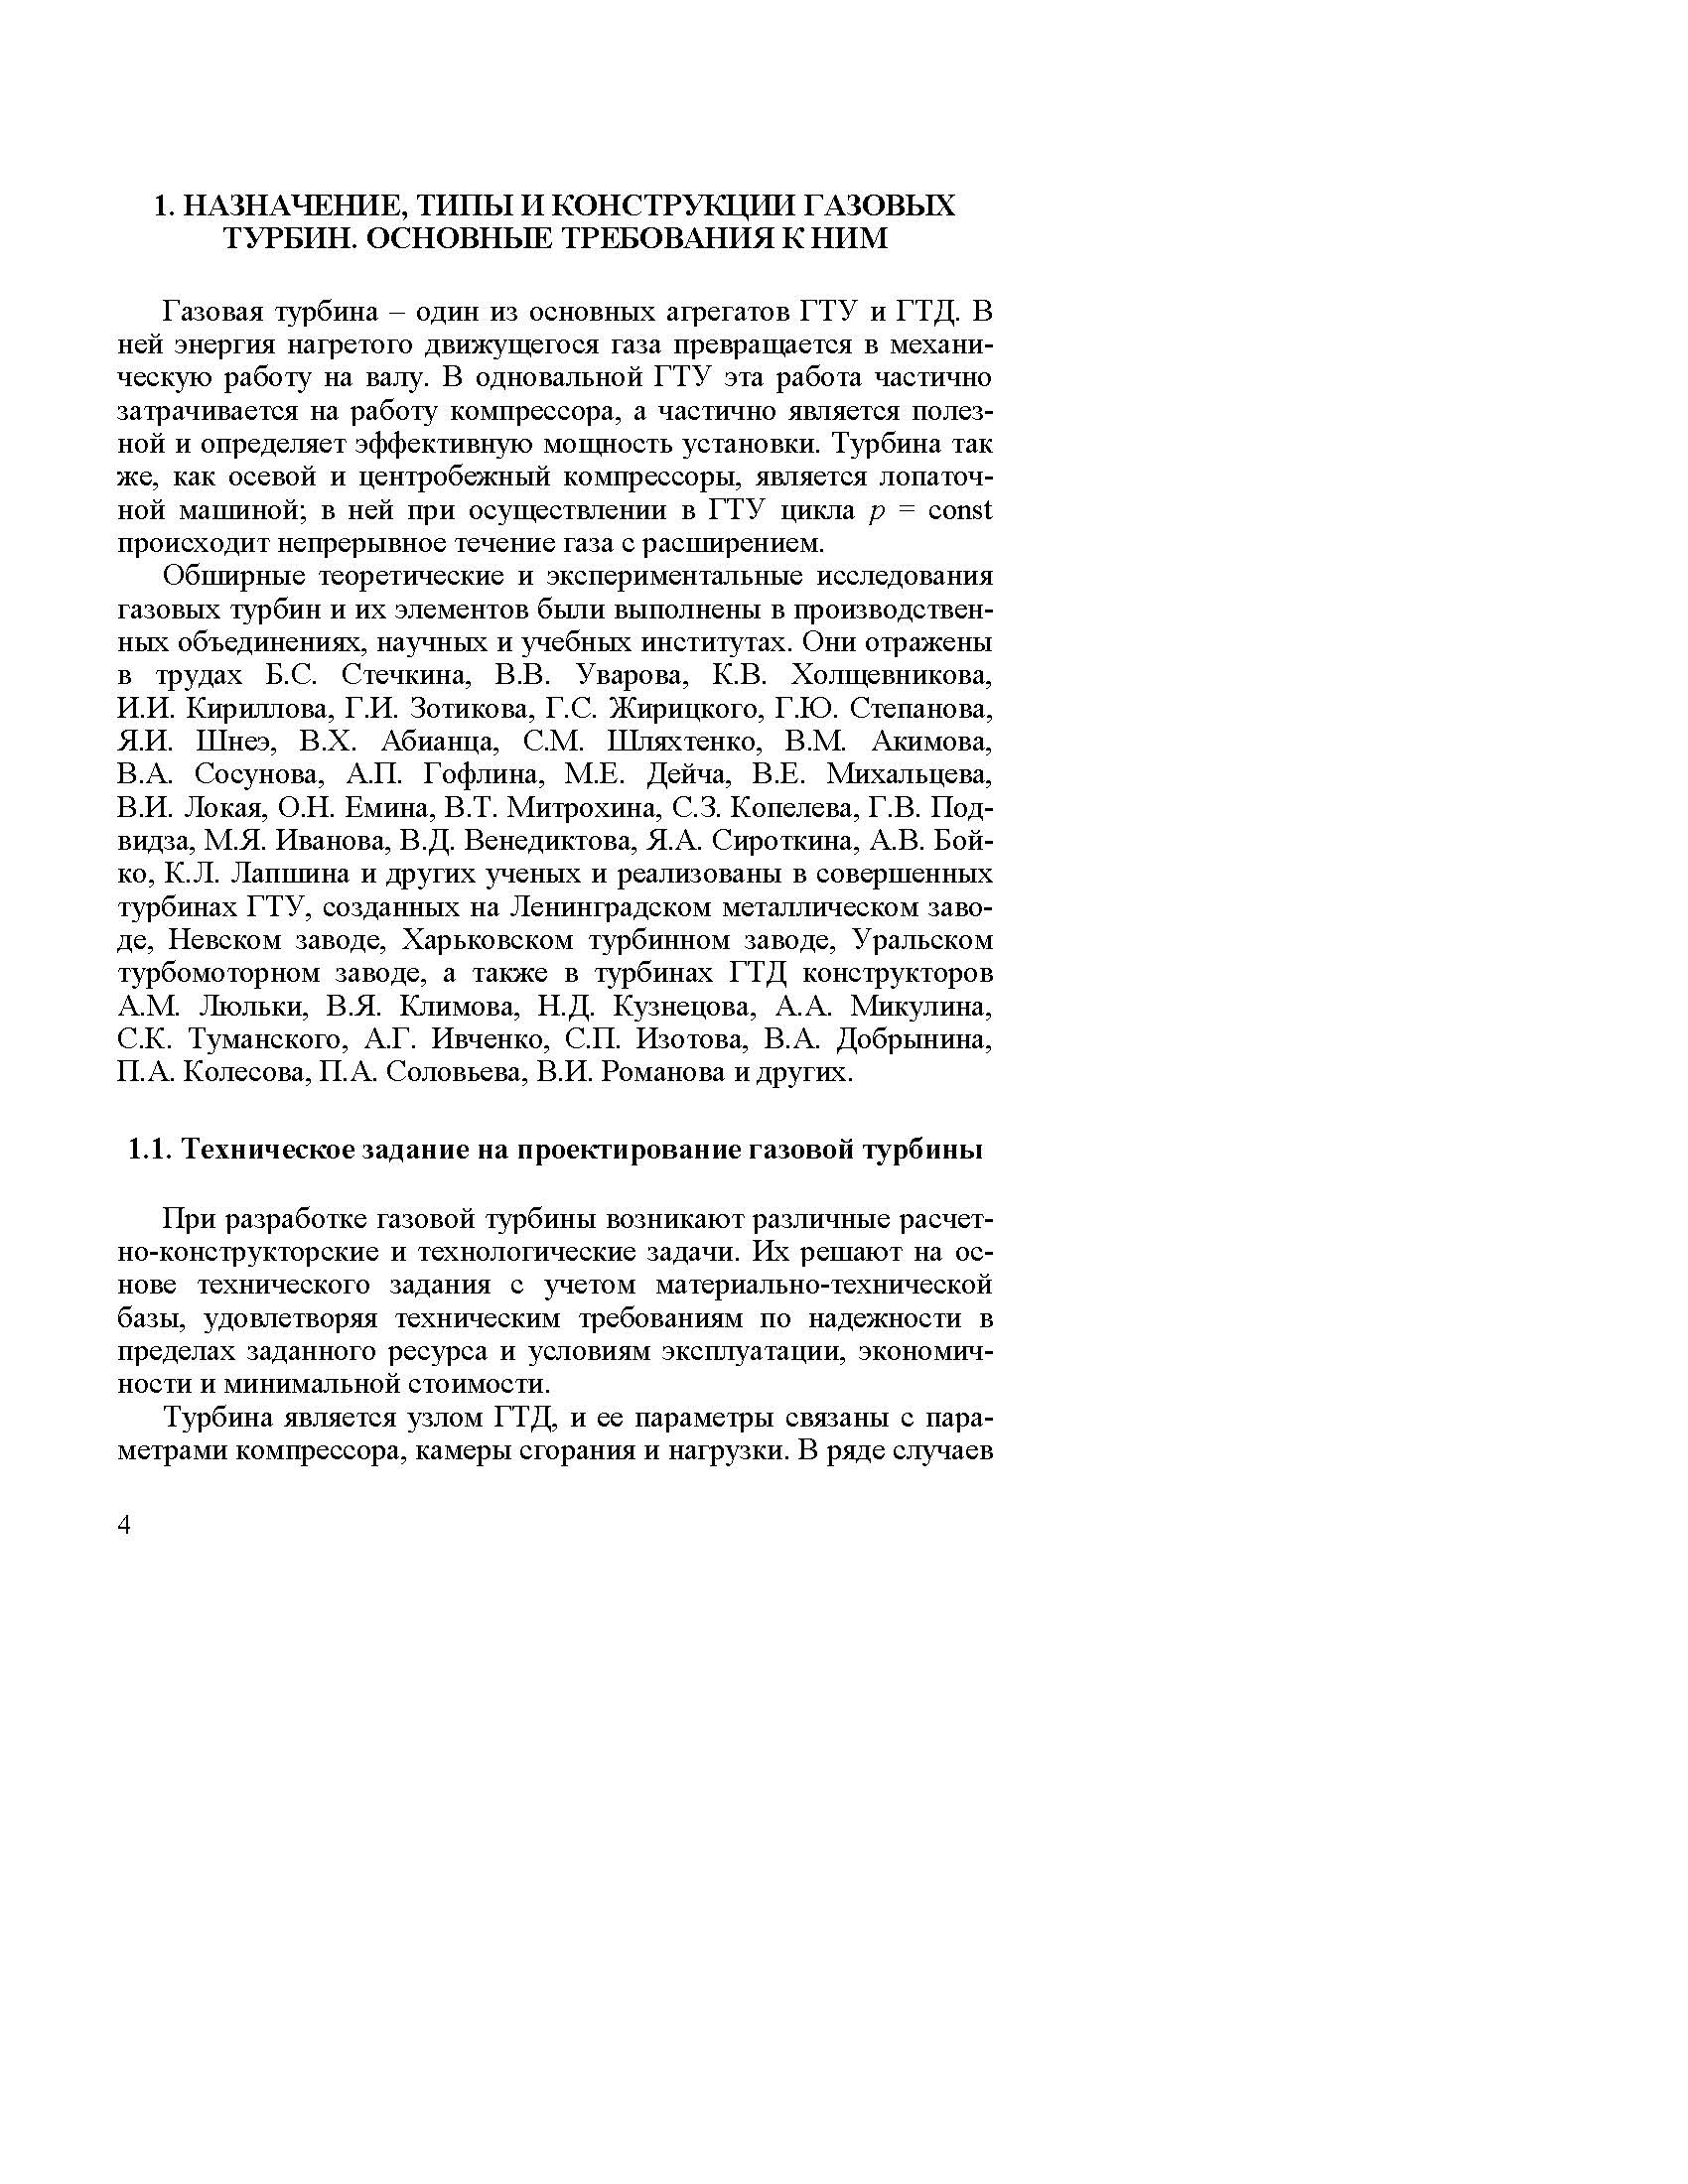 1. НАЗНАЧЕНИЕ, ТИПЫ И КОНСТРУКЦИИ ГАЗОВЫХ
ТУРБИН. ОСНОВНЫЕ ТРЕБОВАНИЯ К НИМ
Газовая турбина – один из основных агрегатов ГТУ и ГТД. В
ней энергия нагретого движущегося газа превращается в механи-
ческую работу на валу. В одновальной ГТУ эта работа частично
затрачивается на работу компрессора, а частично является полез-
ной и определяет эффективную мощность установки. Турбина так
же, как осевой и центробежный компрессоры, является лопаточ-
ной машиной; в ней при осуществлении в ГТУ цикла p = const
происходит непрерывное течение газа с расширением.
Обширные теоретические и экспериментальные исследования
газовых турбин и их элементов были выполнены в производствен-
ных объединениях, научных и учебных институтах. Они отражены
в трудах Б.С. Стечкина, В.В. Уварова, К.В. Холщевникова,
И.И. Кириллова, Г.И. Зотикова, Г.С. Жирицкого, Г.Ю. Степанова,
Я.И. Шнеэ, В.Х. Абианца, С.М. Шляхтенко, В.М. Акимова,
В.А. Сосунова, А.П. Гофлина, М.Е. Дейча, В.Е. Михальцева,
В.И. Локая, О.Н. Емина, В.Т. Митрохина, С.З. Копелева, Г.В. Под-
видза, М.Я. Иванова, В.Д. Венедиктова, Я.А. Сироткина, А.В. Бой-
ко, К.Л. Лапшина и других ученых и реализованы в совершенных
турбинах ГТУ, созданных на Ленинградском металлическом заво-
де, Невском заводе, Харьковском турбинном заводе, Уральском
турбомоторном заводе, а также в турбинах ГТД конструкторов
А.М. Люльки, В.Я. Климова, Н.Д. Кузнецова, А.А. Микулина,
С.К. Туманского, А.Г. Ивченко, С.П. Изотова, В.А. Добрынина,
П.А. Колесова, П.А. Соловьева, В.И. Романова и других.
1.1. Техническое задание на проектирование газовой турбины
При разработке газовой турбины возникают различные расчет-
но-конструкторские и технологические задачи. Их решают на ос-
нове технического задания с учетом материально-технической
базы, удовлетворяя техническим требованиям по надежности в
пределах заданного ресурса и условиям эксплуатации, экономич-
ности и минимальной стоимости.
Турбина является узлом ГТД, и ее параметры связаны с пара-
метрами компрессора, камеры сгорания и нагрузки. В ряде случаев
4